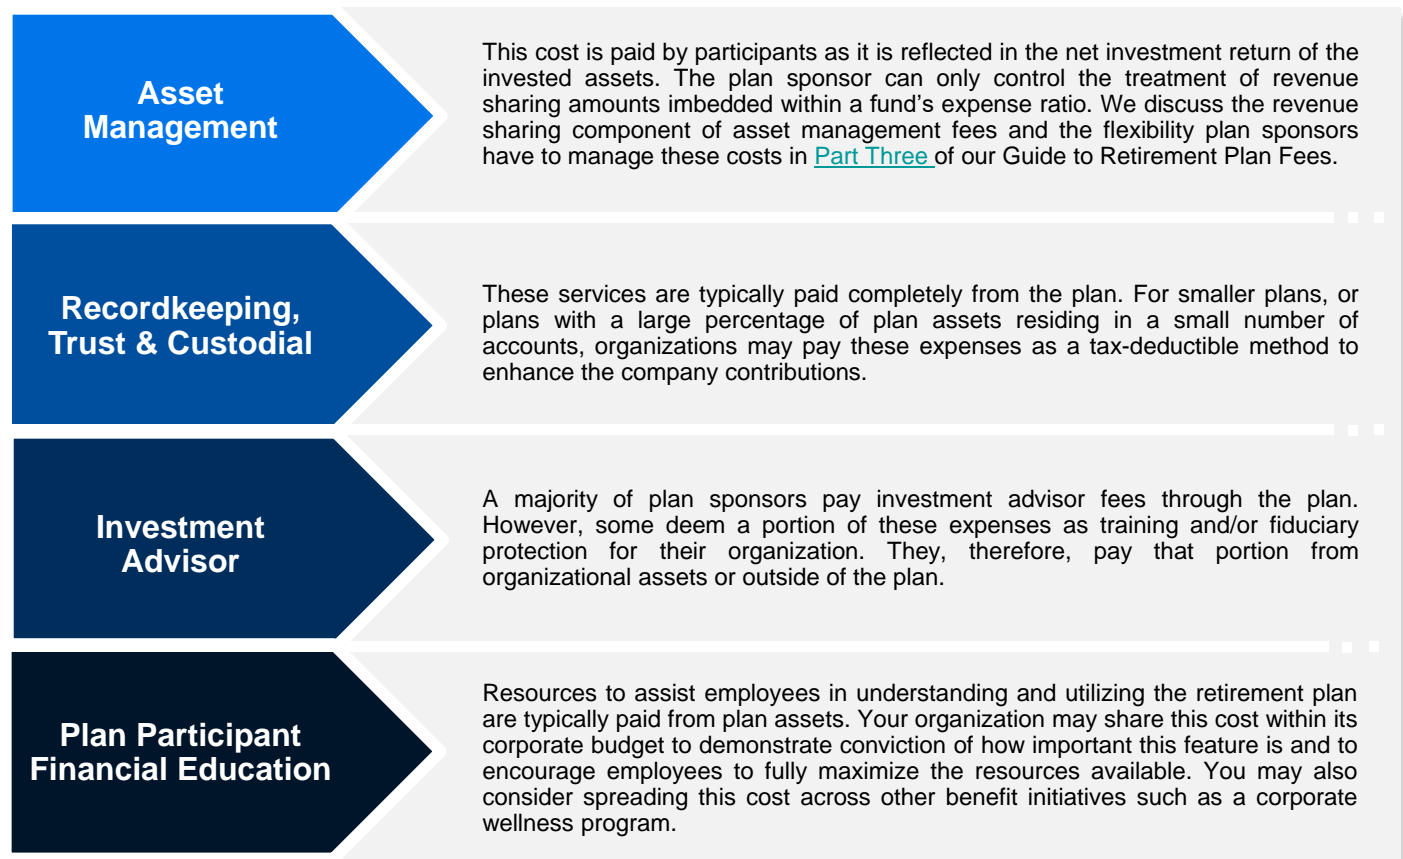 Asset
Management
This cost is paid by participants as it is reflected in the net investment return of the
invested assets. The plan sponsor can only control the treatment of revenue
sharing amounts imbedded within a fund's expense ratio. We discuss the revenue
sharing component of asset management fees and the flexibility plan sponsors
have to manage these costs in Part Three of our Guide to Retirement Plan Fees.
Recordkeeping,
Trust & Custodial
These services are typically paid completely from the plan. For smaller plans, or
plans with a large percentage of plan assets residing in a small number of
accounts, organizations may pay these expenses as a tax-deductible method to
enhance the company contributions.
Investment
Advisor
A majority of plan sponsors pay investment advisor fees through the plan.
However, some deem a portion of these expenses as training and/or fiduciary
protection for their organization. They, therefore, pay that portion from
organizational assets or outside of the plan.
Plan Participant
Financial Education
Resources to assist employees in understanding and utilizing the retirement plan
are typically paid from plan assets. Your organization may share this cost within its
corporate budget to demonstrate conviction of how important this feature is and to
encourage employees to fully maximize the resources available. You may also
consider spreading this cost across other benefit initiatives such as a corporate
wellness program.